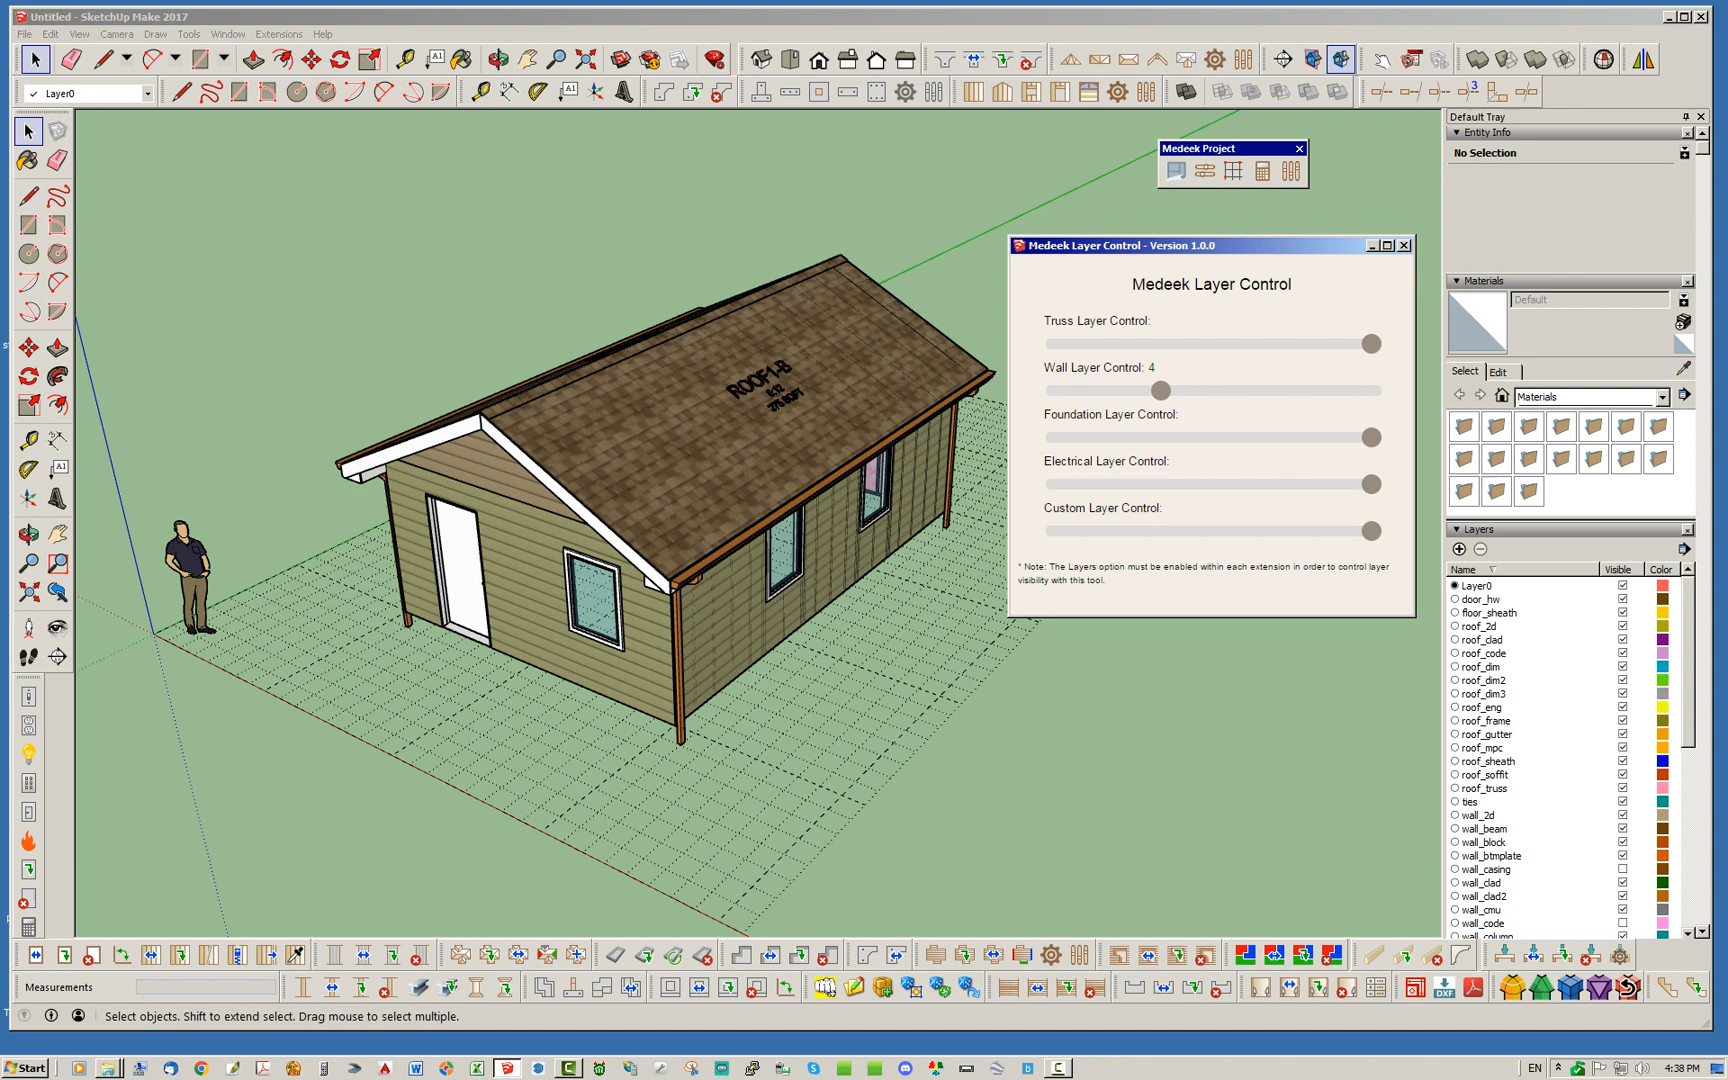 Untitled - SketchUp Make 2017
File Edit View Camera Draw Tools Window Extensions Help
Layer0
3
Default Tray
Entity Info
No Selection
Medeek Project
Medeek Layer Control - Version 1.0.0
Medeek Layer Control
Truss Layer Control:
Wall Layer Control: 4
Foundation Layer Control:
Electrical Layer Control:
Custom Layer Control:
* Note: The Layers option must be enabled within each extension in order to control layer
visibility with this tool.
ROOF1-B
Materials
Default
Select Edit
Materials
Layers
Name Visible Color
Layer0
door_hw
floor_sheath
roof_2d
roof_clad
roof_code
roof_dim
roof_dim2
roof_dim3
roof_eng
roof_frame
roof_gutter
roof_mpc
roof_sheath
roof_soffit
roof_truss
ties
wall_2d
wall_beam
wall_block
wall_btmplate
wall_casing
wall_clad
wall_clad2
wall_cmu
wall_code
wall_column
Measurements
DXF
Select objects. Shift to extend select. Drag mouse to select multiple.
Start
EN
4:38 PM